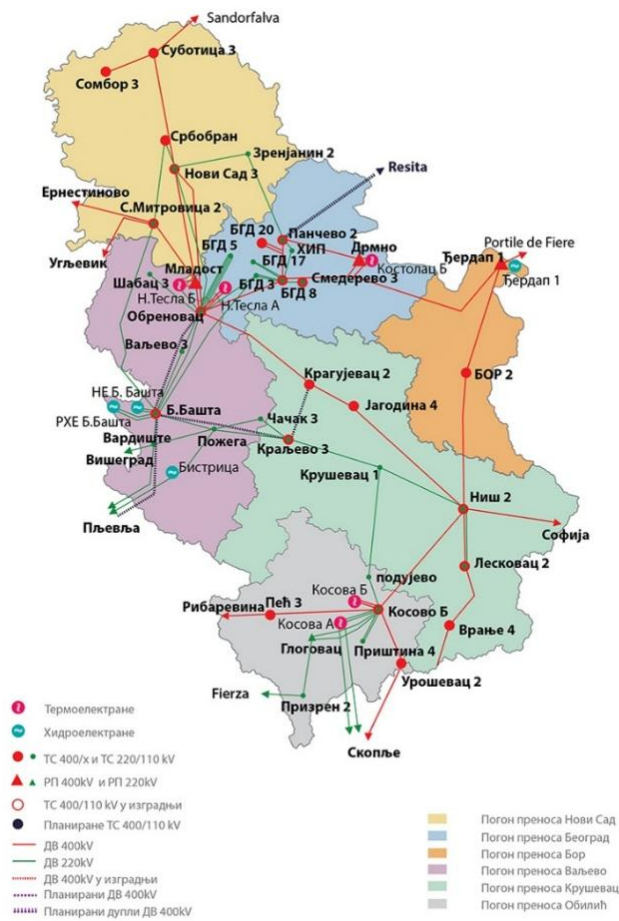 Sandorfalva
Суботица 3
Сомбор 3
Србобран
Зрењанин 2
Нови Сад 3
Resita
Ернестиново
С.Митровица 2
БГД 20
Панчево 2
БГД 5
ХИП
Дрмно
Portile de Fiere
Ђердап 1
Угљевик
Младост
БГД 17
Костолац Б
Шабац 3
Смедерево 3
Ђердап 1
Н.Тесла Б
БГД 3
БГД 8
Н.Тесла А
Обреновац
Ваљево 3
Крагујевац 2
БОР 2
НЕ Б. Башта
Јагодина 4
Б.Башта
РХЕ Б.Башта
Чачак 3
Вардиште
Пожега
Краљево 3
Вишеград
Бистрица
Крушевац 1
Ниш 2
Пљевља
Софија
Лесковац 2
подујево
Косова Б
Рибаревина
Пећ 3
Косово Б
Косова А
Врање 4
Глоговац
Приштина 4
Урошевац 2
Fierza
Призрен 2
Скопље
Термоелектране
Хидроелектране
ТС 400/х и ТС 220/110 kV
РП 400kV и РП 220kV
ТС 400/110 kV у изградњи
Планиране ТС 400/110 kV
ДВ 400kV
ДВ 220kV
ДВ 400kV у изградњи
Планирани ДВ 400kV
Планирани дупли ДВ 400kV
Погон преноса Нови Сад
Погон преноса Београд
Погон преноса Бор
Погон преноса Ваљево
Погон преноса Крушевац
Погон преноса Обилић